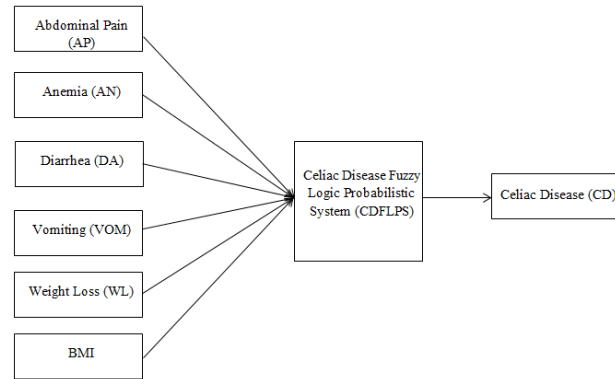 Abdominal Pain
(AP)
Anemia (AN)
Diarrhea (DA)
Vomiting (VOM)
Weight Loss (WL)
BMI
Celiac Disease Fuzzy
Logic Probabilistic
System (CDFLPS)
Celiac Disease (CD)